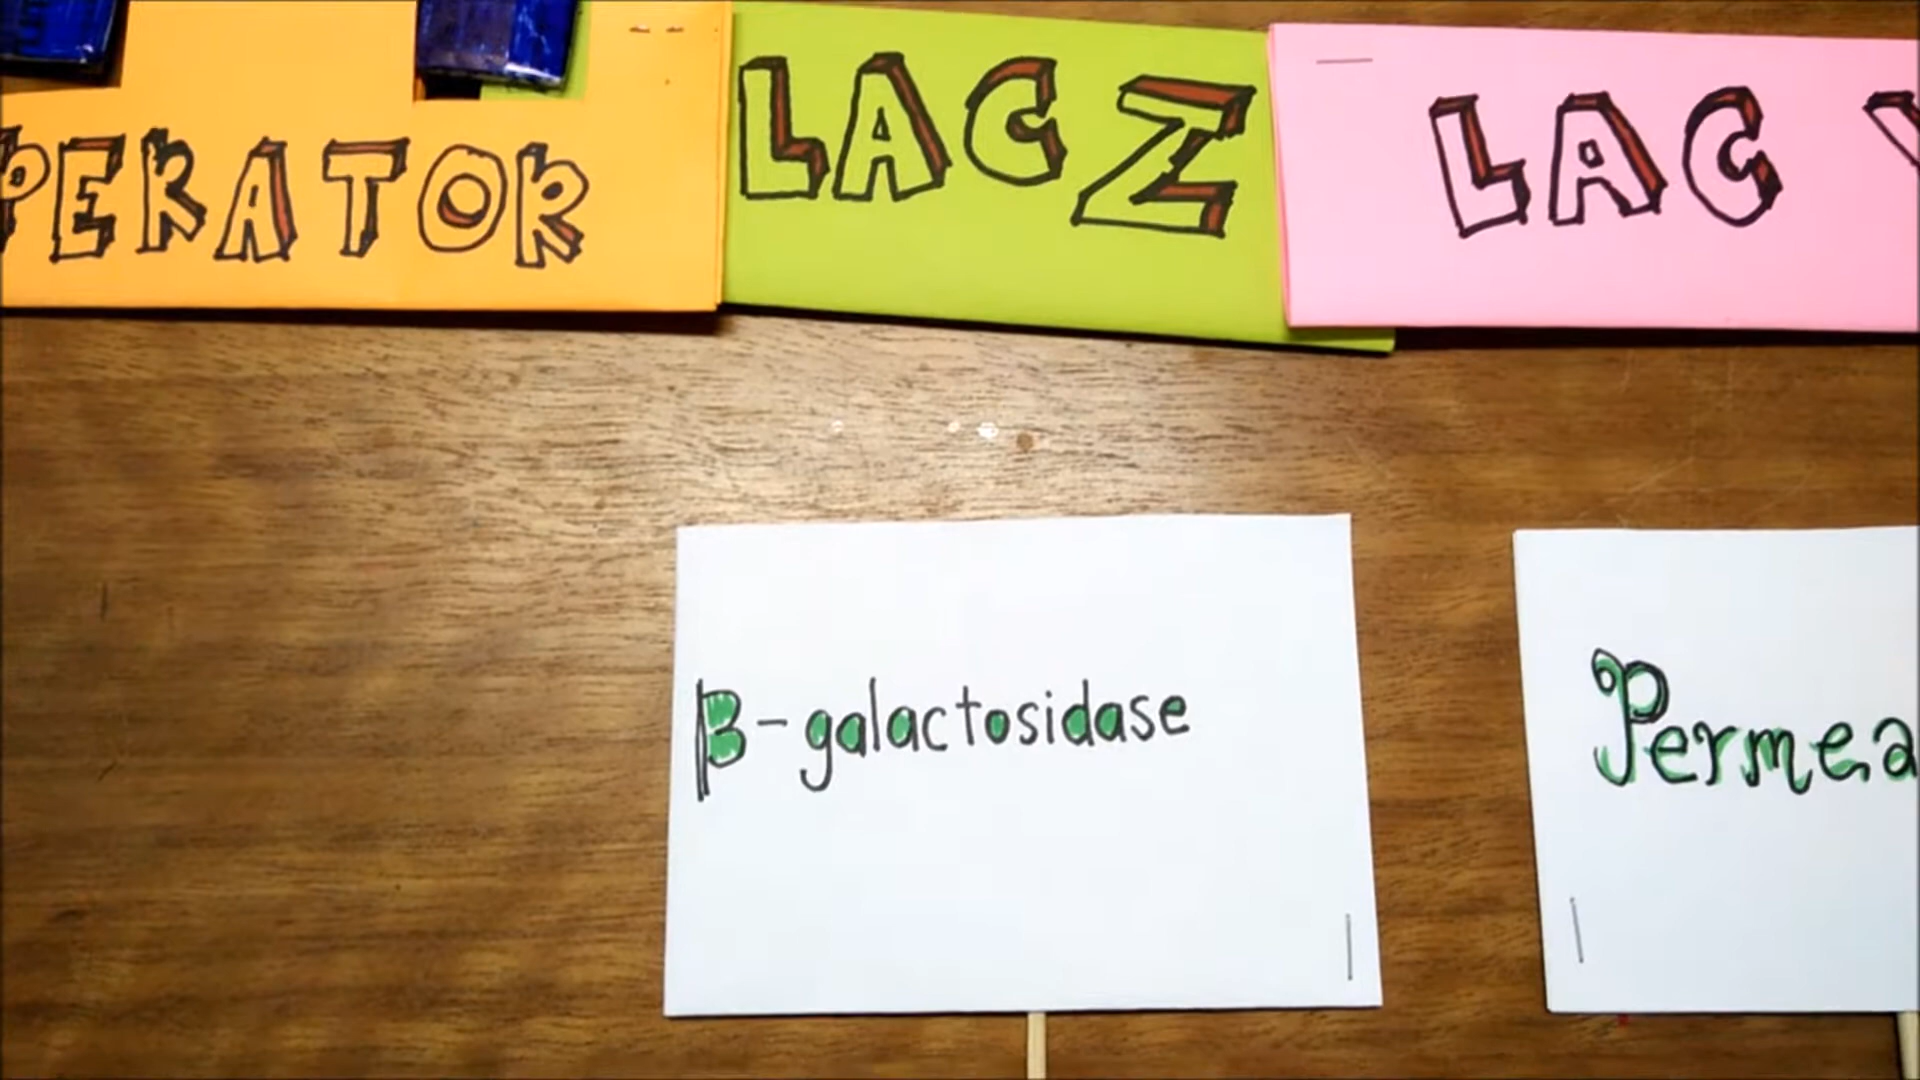 PERATOR
LAC Z
LAC Y
β-galactosidase
Permea